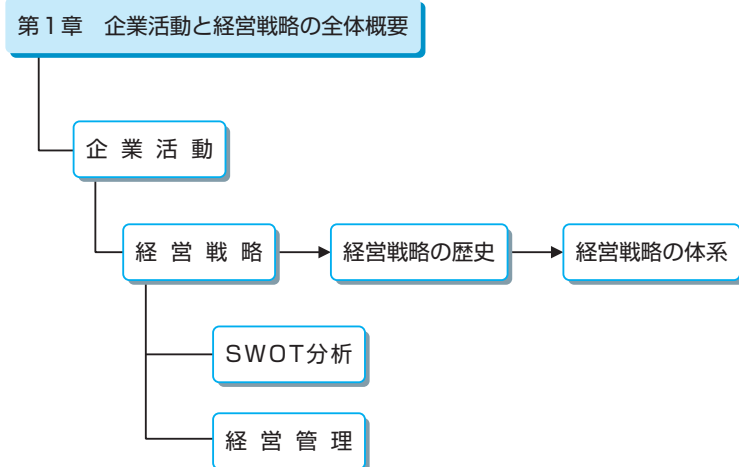 第1章　企業活動と経営戦略の全体概要
企業活動
経営戦略
経営戦略の歴史
経営戦略の体系
SWOT分析
経営管理